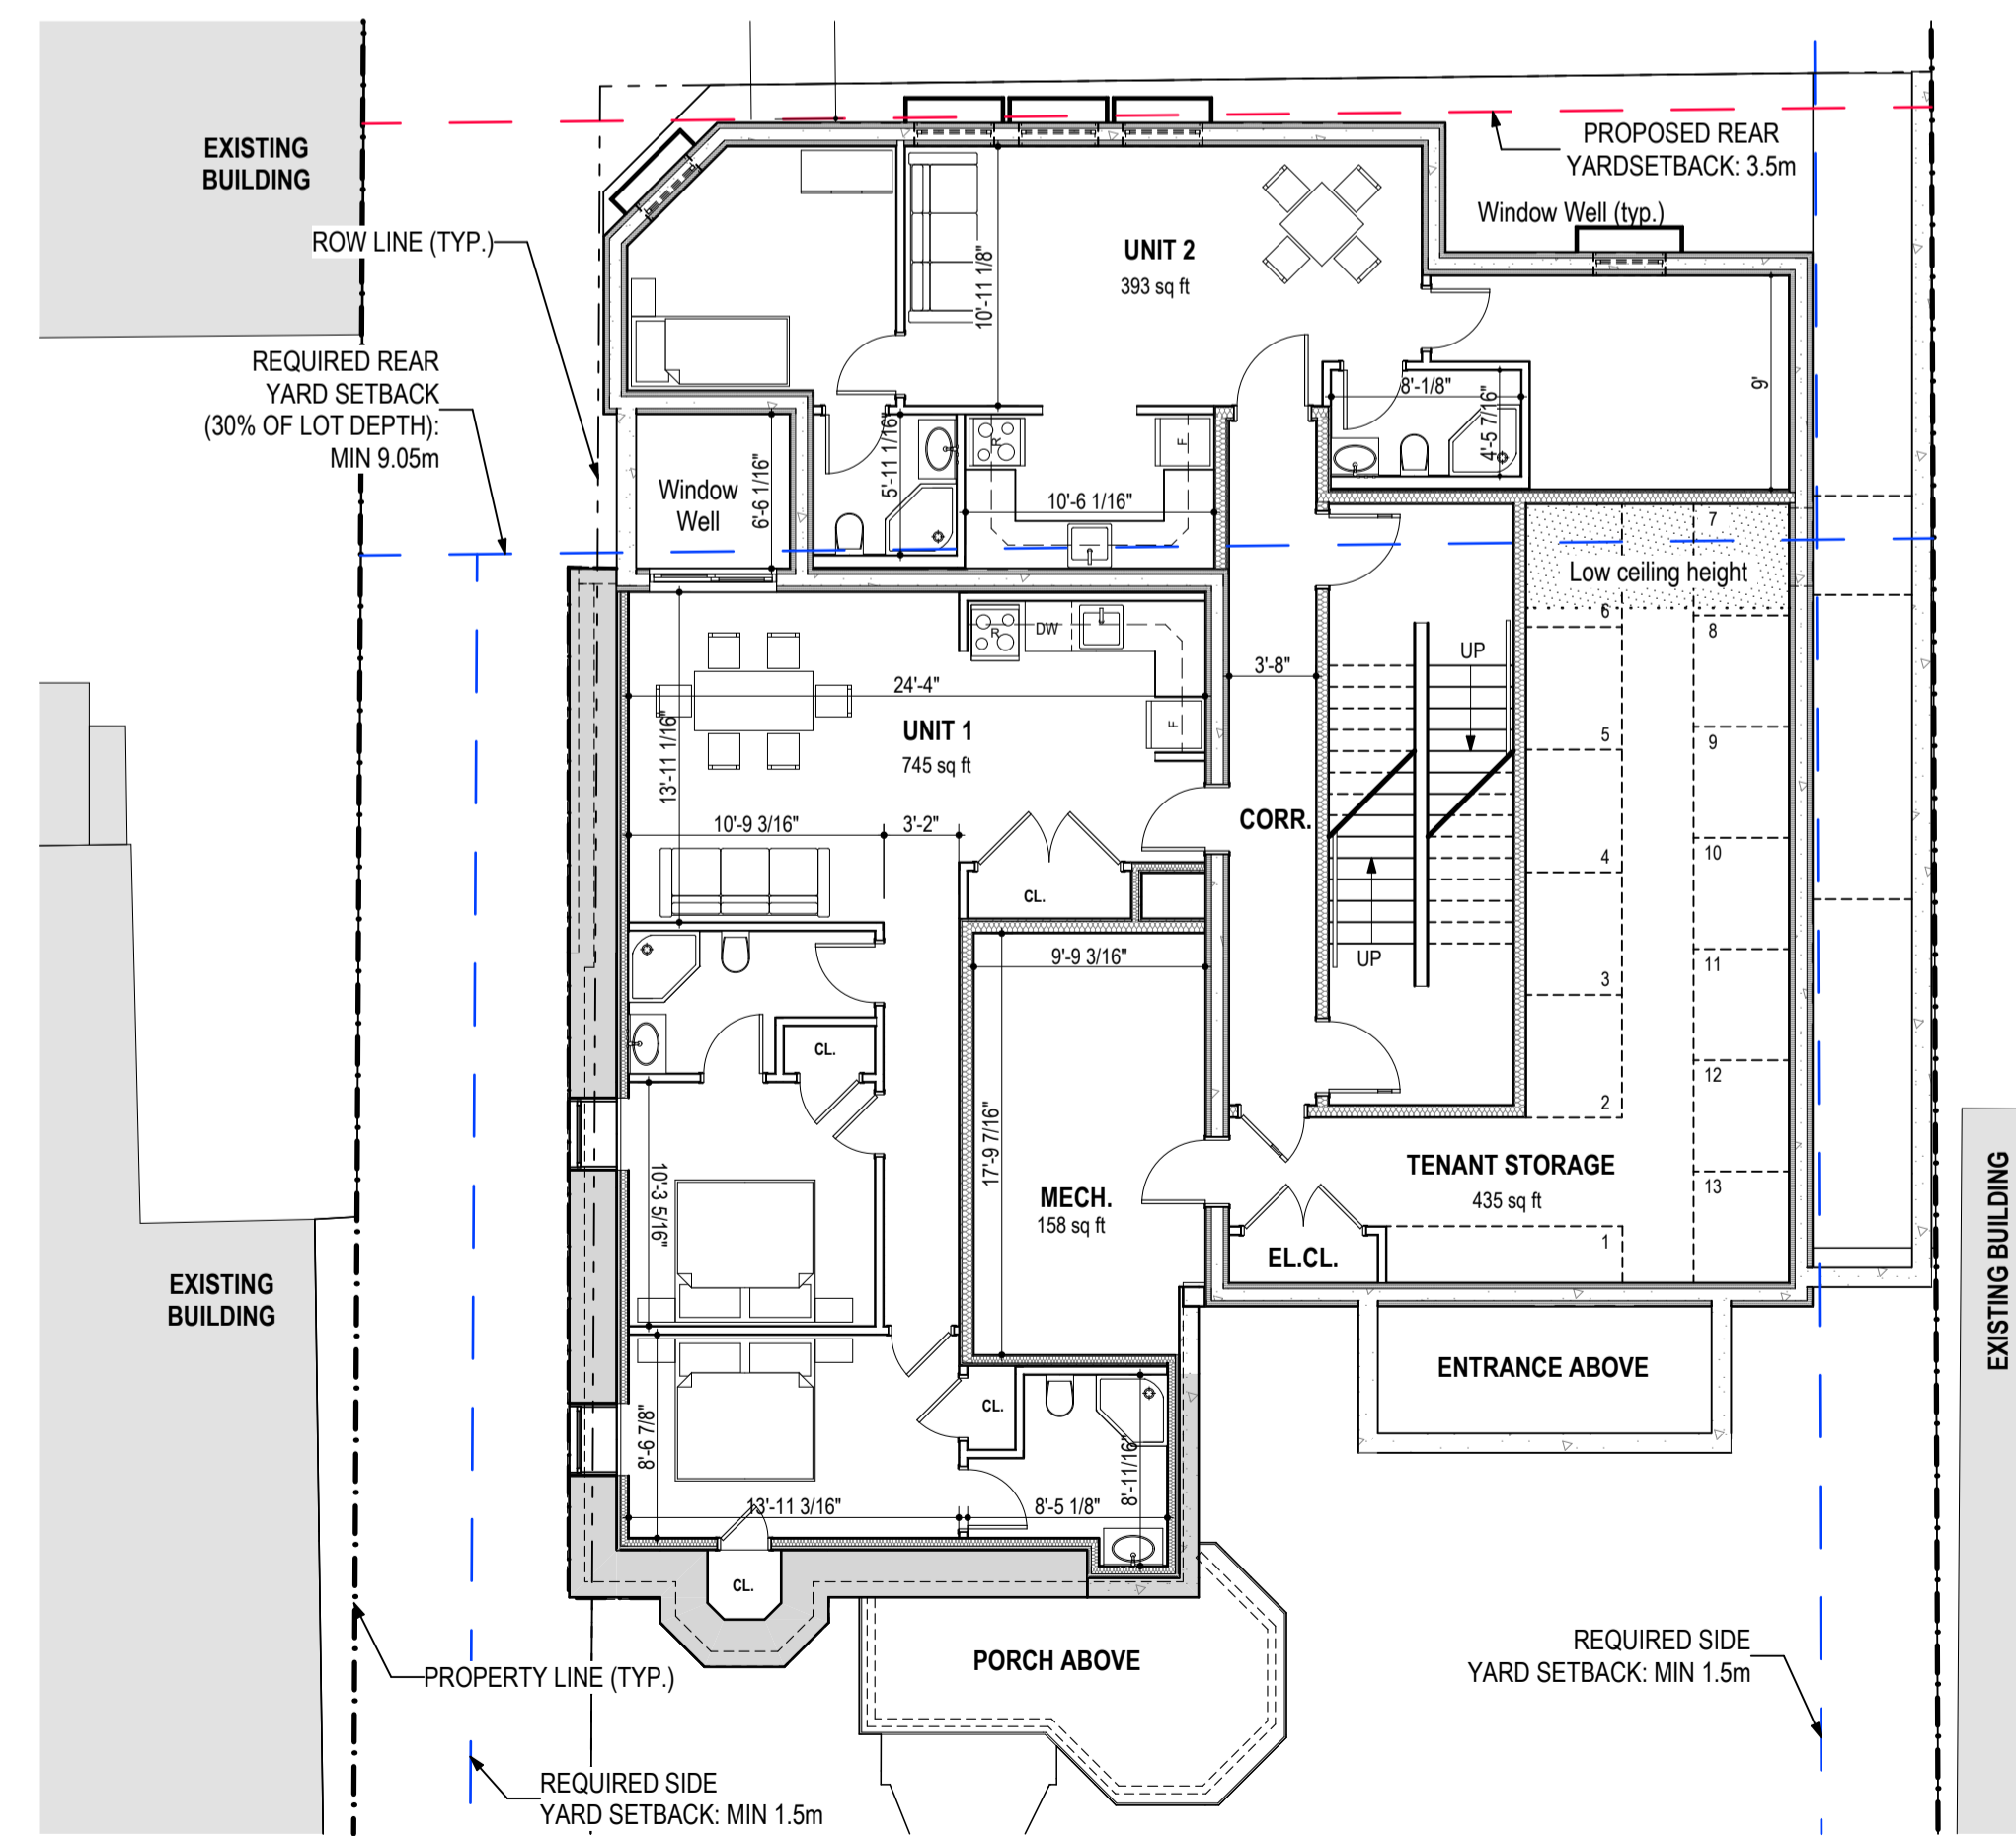 EXISTING
BUILDING
PROPOSED REAR
YARDSETBACK: 3.5m
Window Well (typ.)
ROW LINE (TYP.)
UNIT 2
393 sq ft
10'-11 1/8"
REQUIRED REAR
YARD SETBACK
(30% OF LOT DEPTH):
MIN 9.05m
8'-1/8"
9'
4'-5 7/16"
5'-11 1/16"
R
F
Window
Well
6'-6 1/16"
10'-6 1/16"
7
Low ceiling height
6
8
R
DW
UP
3'-8"
24'-4"
F
UNIT 1
745 sq ft
13'-11 1/16"
5
9
10'-9 3/16"
3'-2"
CORR.
4
10
CL.
9'-9 3/16"
UP
3
11
CL.
17'-9 7/16"
2
12
10'-3 5/16"
TENANT STORAGE
435 sq ft
13
MECH.
158 sq ft
1
EL.CL.
EXISTING
BUILDING
EXISTING BUILDING
ENTRANCE ABOVE
CL.
8'-6 7/8"
8'-11/16"
13'-11 3/16"
8'-5 1/8"
CL.
PORCH ABOVE
PROPERTY LINE (TYP.)
REQUIRED SIDE
YARD SETBACK: MIN 1.5m
REQUIRED SIDE
YARD SETBACK: MIN 1.5m